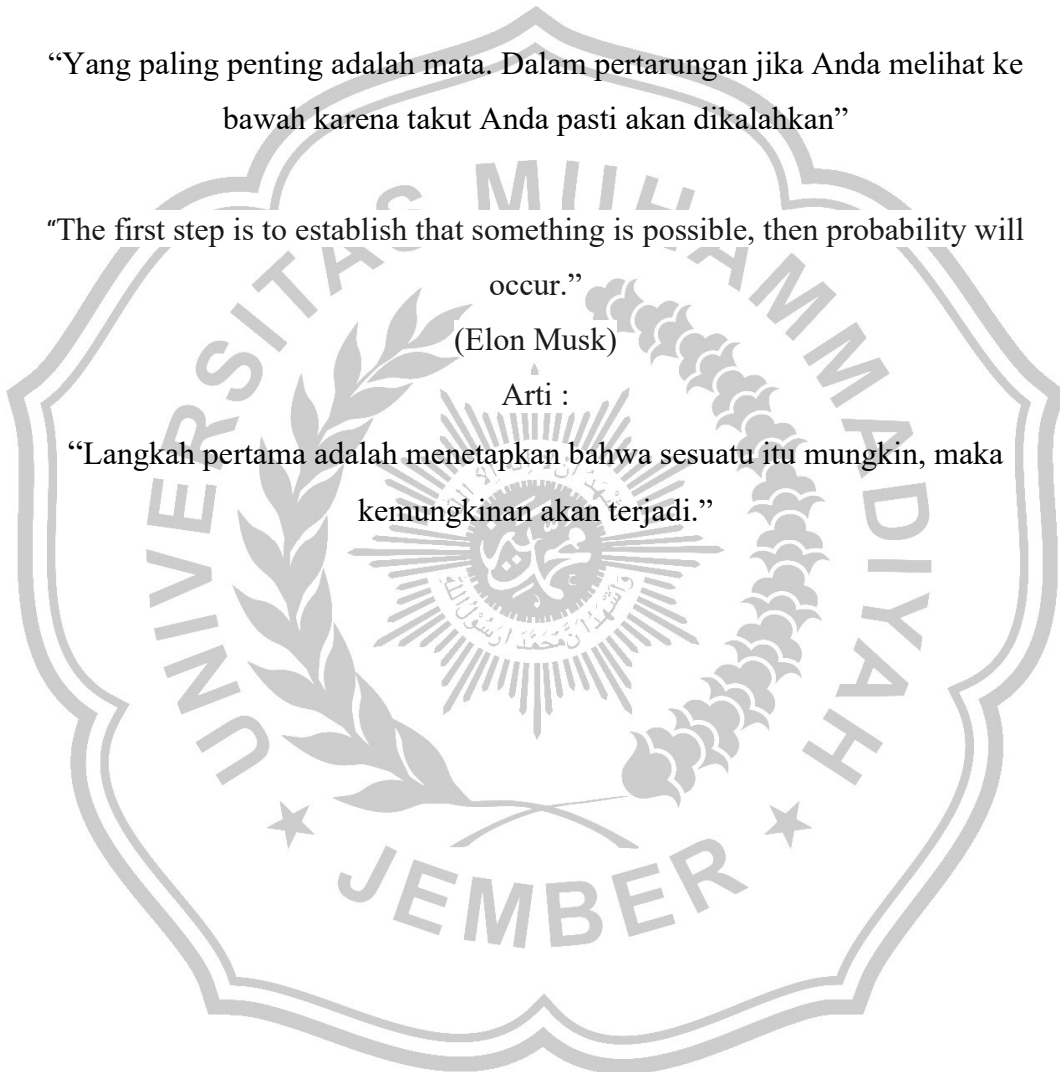 “Yang paling penting adalah mata. Dalam pertarungan jika Anda melihat ke
bawah karena takut Anda pasti akan dikalahkan”
“The first step is to establish that something is possible, then probability will
occur.”
(Elon Musk)
Arti :
“Langkah pertama adalah menetapkan bahwa sesuatu itu mungkin, maka
kemungkinan akan terjadi.”
UNIVERSITAS MUHAMMADIYAH
JEMBER